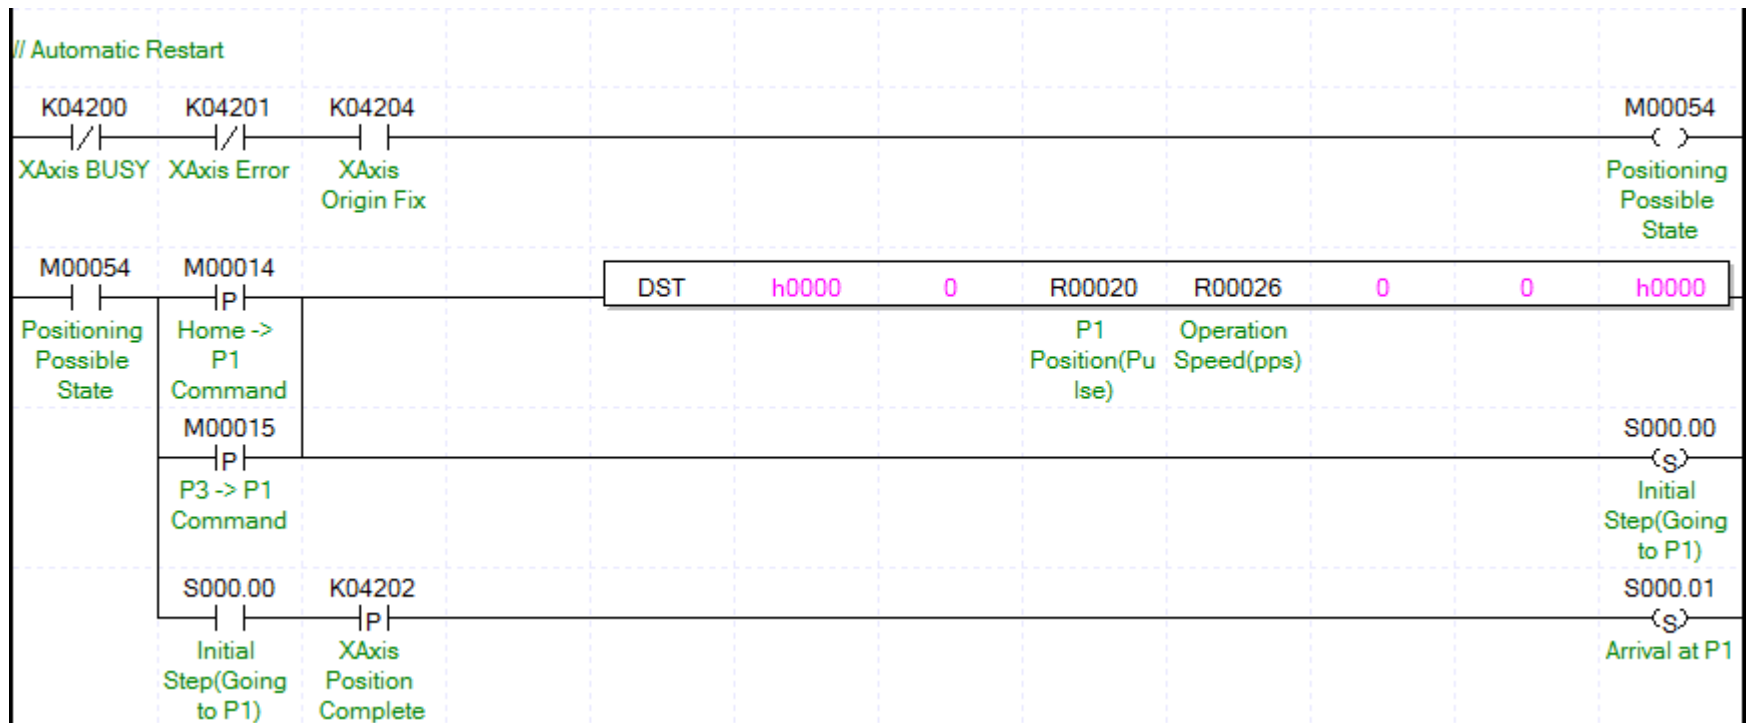 // Automatic Restart
K04200 K04201 K04204 M00054
XAxis BUSY XAxis Error XAxis Positioning
Origin Fix Possible
State
M00054 M00014
P
DST h0000 0 R00020 R00026 0 0 h0000
Positioning Home -> P1 Operation
Possible P1 Position(Pu Speed(pps)
State Command lse)
M00015 S000.00
P S
P3 -> P1 Initial
Command Step(Going
to P1)
S000.00 K04202 S000.01
P S
Initial XAxis Arrival at P1
Step(Going Position
to P1) Complete